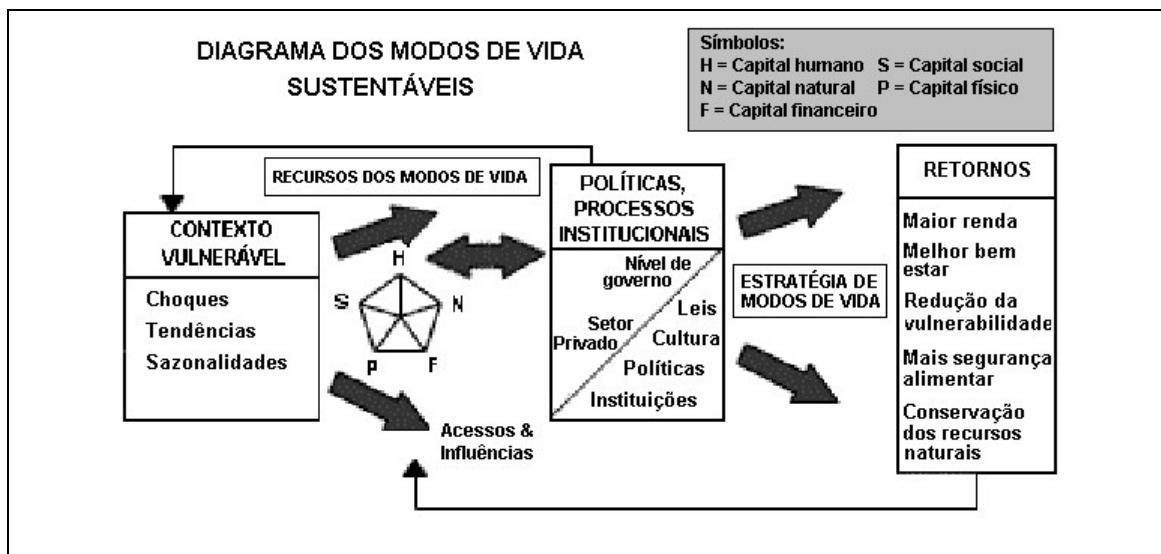 DIAGRAMA DOS MODOS DE VIDA
SUSTENTÁVEIS
Símbolos:
H = Capital humano S = Capital social
N = Capital natural P = Capital físico
F = Capital financeiro
RECURSOS DOS MODOS DE VIDA
CONTEXTO
VULNERÁVEL
Choques
Tendências
Sazonalidades
H
S
N
P
F
Acessos &
Influências
POLÍTICAS,
PROCESSOS
INSTITUCIONAIS
Nível de
governo
Leis
Setor
Privado
Cultura
Políticas
Instituições
ESTRATÉGIA DE
MODOS DE VIDA
RETORNOS
Maior renda
Melhor bem
estar
Redução da
vulnerabilidade
Mais segurança
alimentar
Conservação
dos recursos
naturais